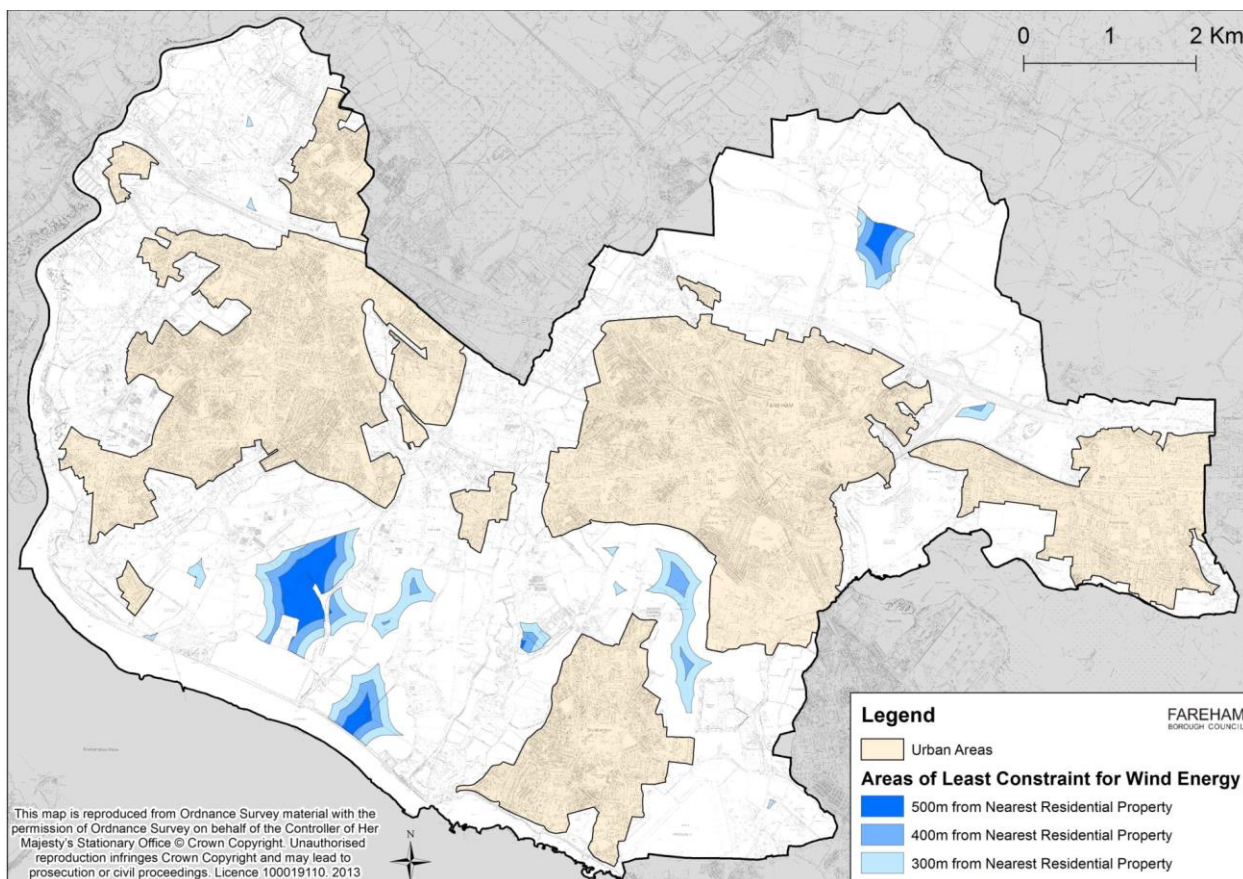 0 1 2 Km
FAREHAM
Legend
FAREHAM
BOROUGH COUNCIL
Urban Areas
Areas of Least Constraint for Wind Energy
500m from Nearest Residential Property
400m from Nearest Residential Property
300m from Nearest Residential Property
This map is reproduced from Ordnance Survey material with the
permission of Ordnance Survey on behalf of the Controller of Her
Majesty's Stationary Office © Crown Copyright. Unauthorised
reproduction infringes Crown Copyright and may lead to
prosecution or civil proceedings. Licence 100019110. 2013
N